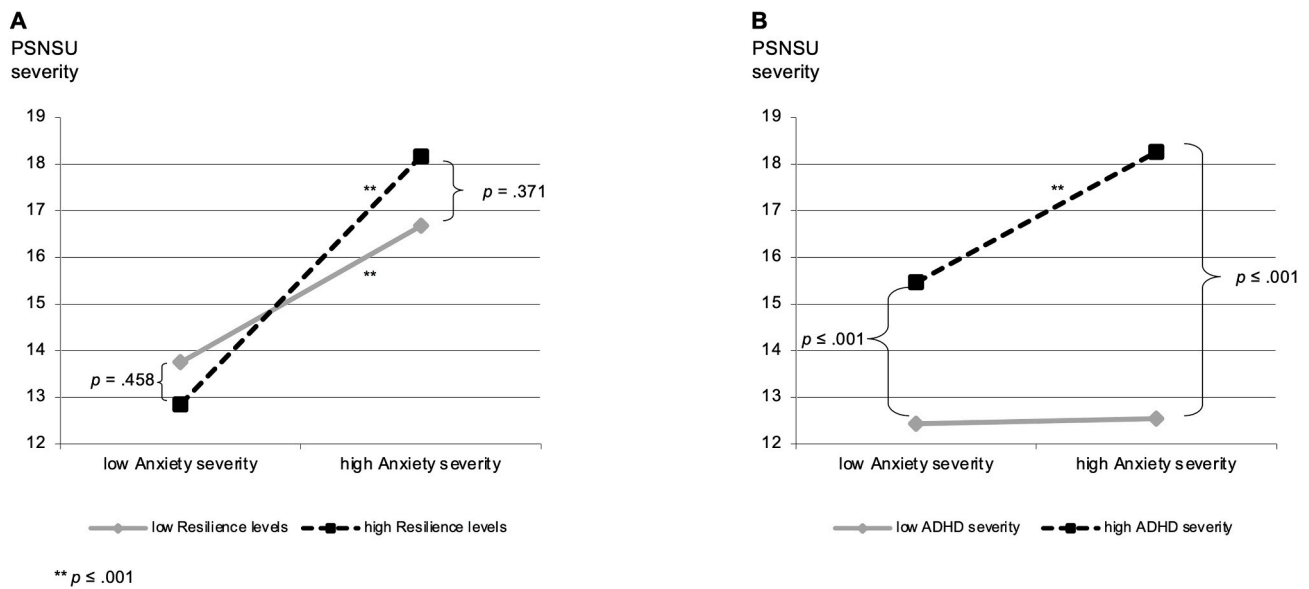 A
PSNSU
severity
19
18
17
16
15
14
13
12
**
**
p = .371
p = .458
low Anxiety severity
high Anxiety severity
low Resilience levels
high Resilience levels
** p ≤ .001
B
PSNSU
severity
19
18
17
16
15
14
13
12
**
p ≤ .001
p ≤ .001
low Anxiety severity
high Anxiety severity
low ADHD severity
high ADHD severity